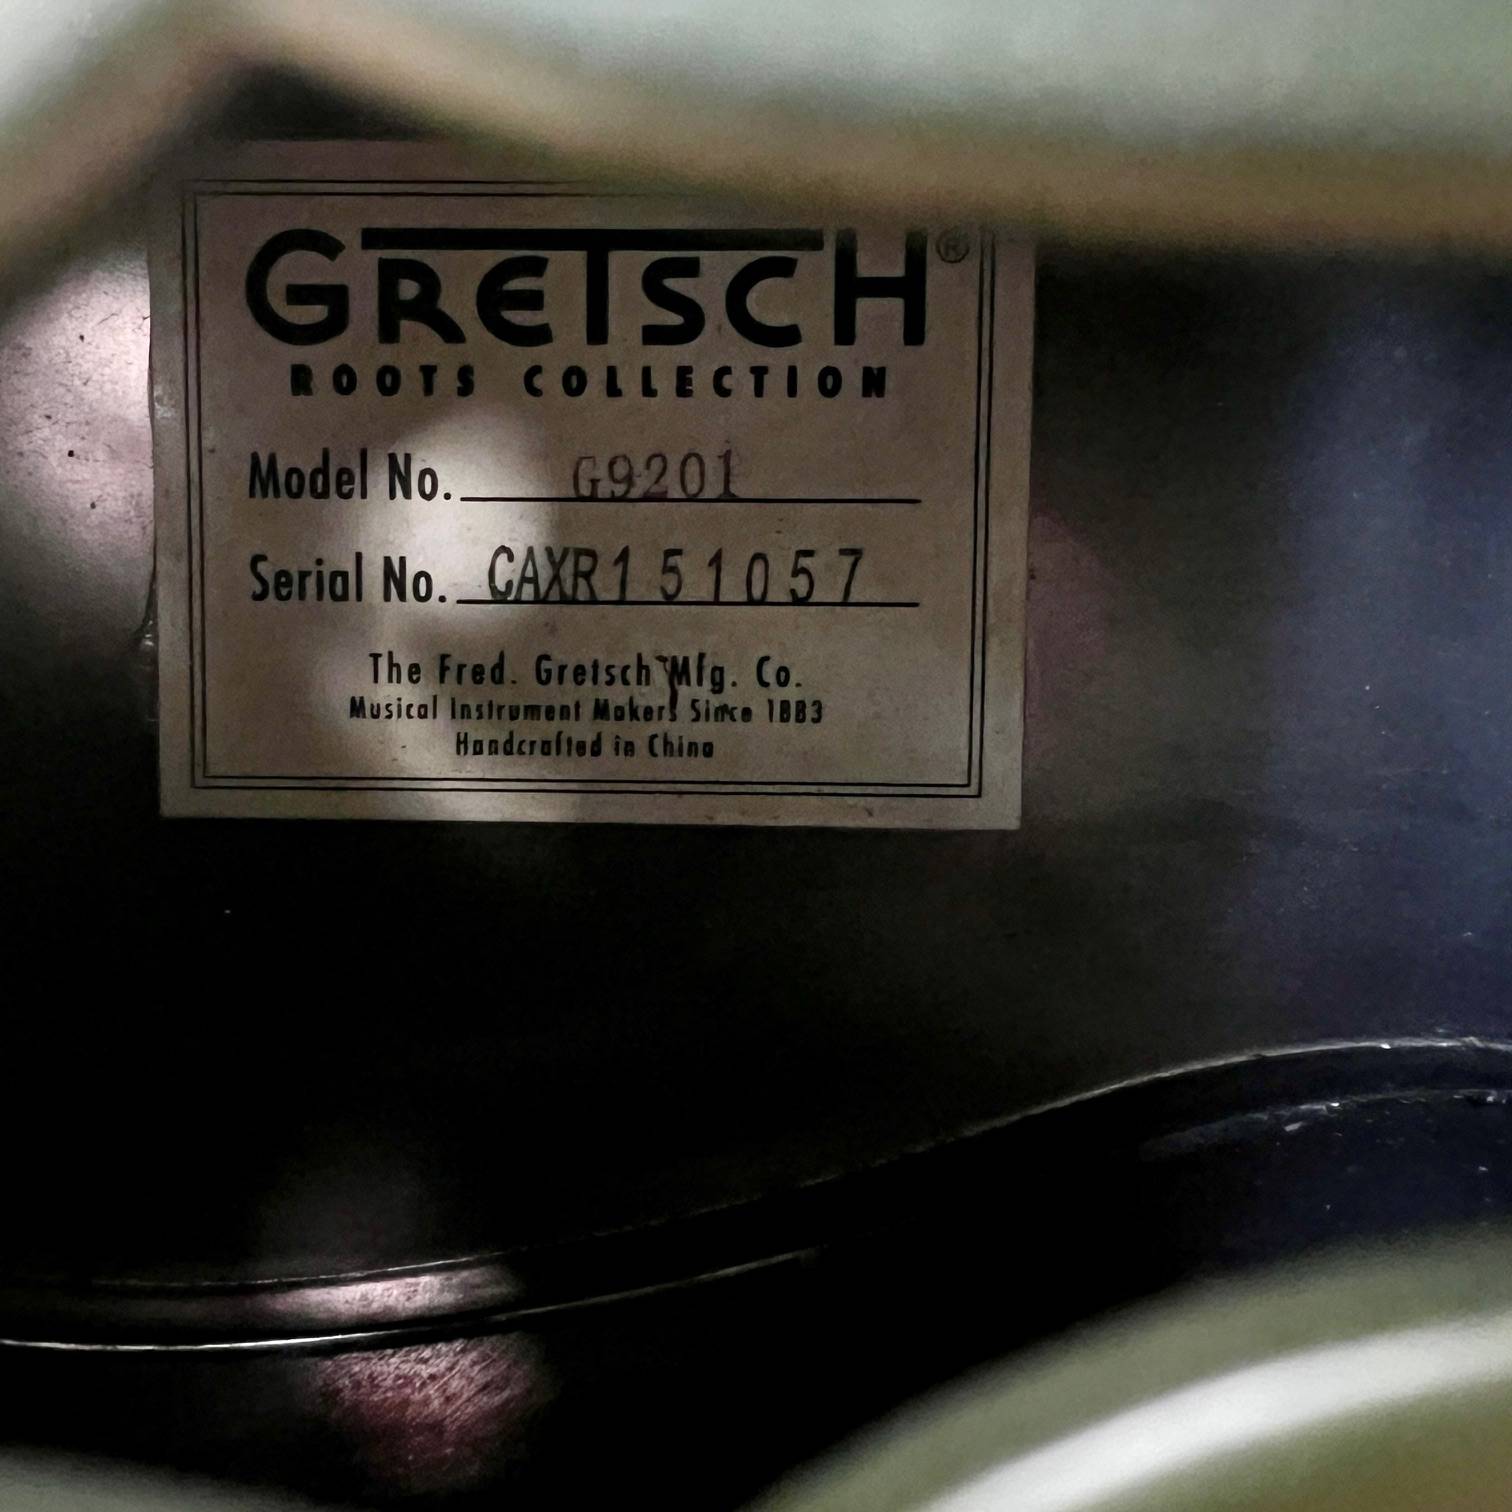 GRETSCH®
ROOTS COLLECTION
Model No. G9201
Serial No. CAXR151057
The Fred. Gretsch Mfg. Co.
Musical Instrument Makers Since 1883
Handcrafted in China